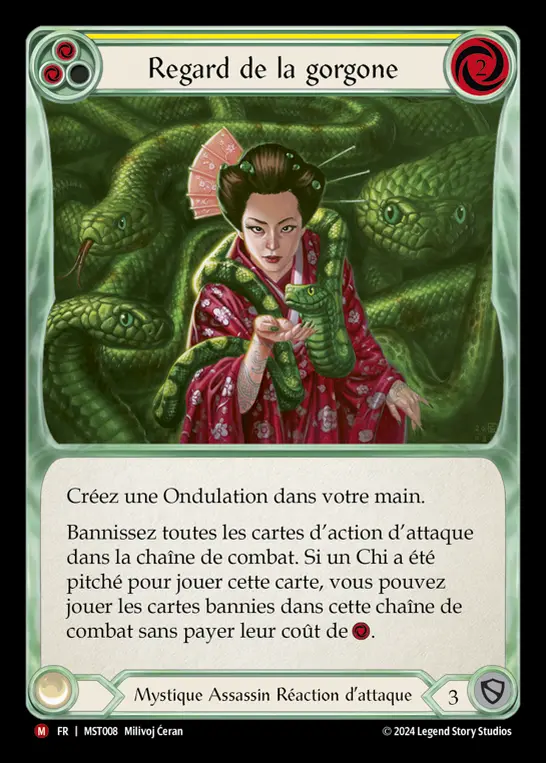 Regard de la gorgone
2
Créez une Ondulation dans votre main.
Bannissez toutes les cartes d'action d'attaque
dans la chaîne de combat. Si un Chi a été
pitché pour jouer cette carte, vous pouvez
jouer les cartes bannies dans cette chaîne de
combat sans payer leur coût de .
Mystique Assassin Réaction d'attaque
3
M FR | MST008 Milivoj Ćeran
© 2024 Legend Story Studios